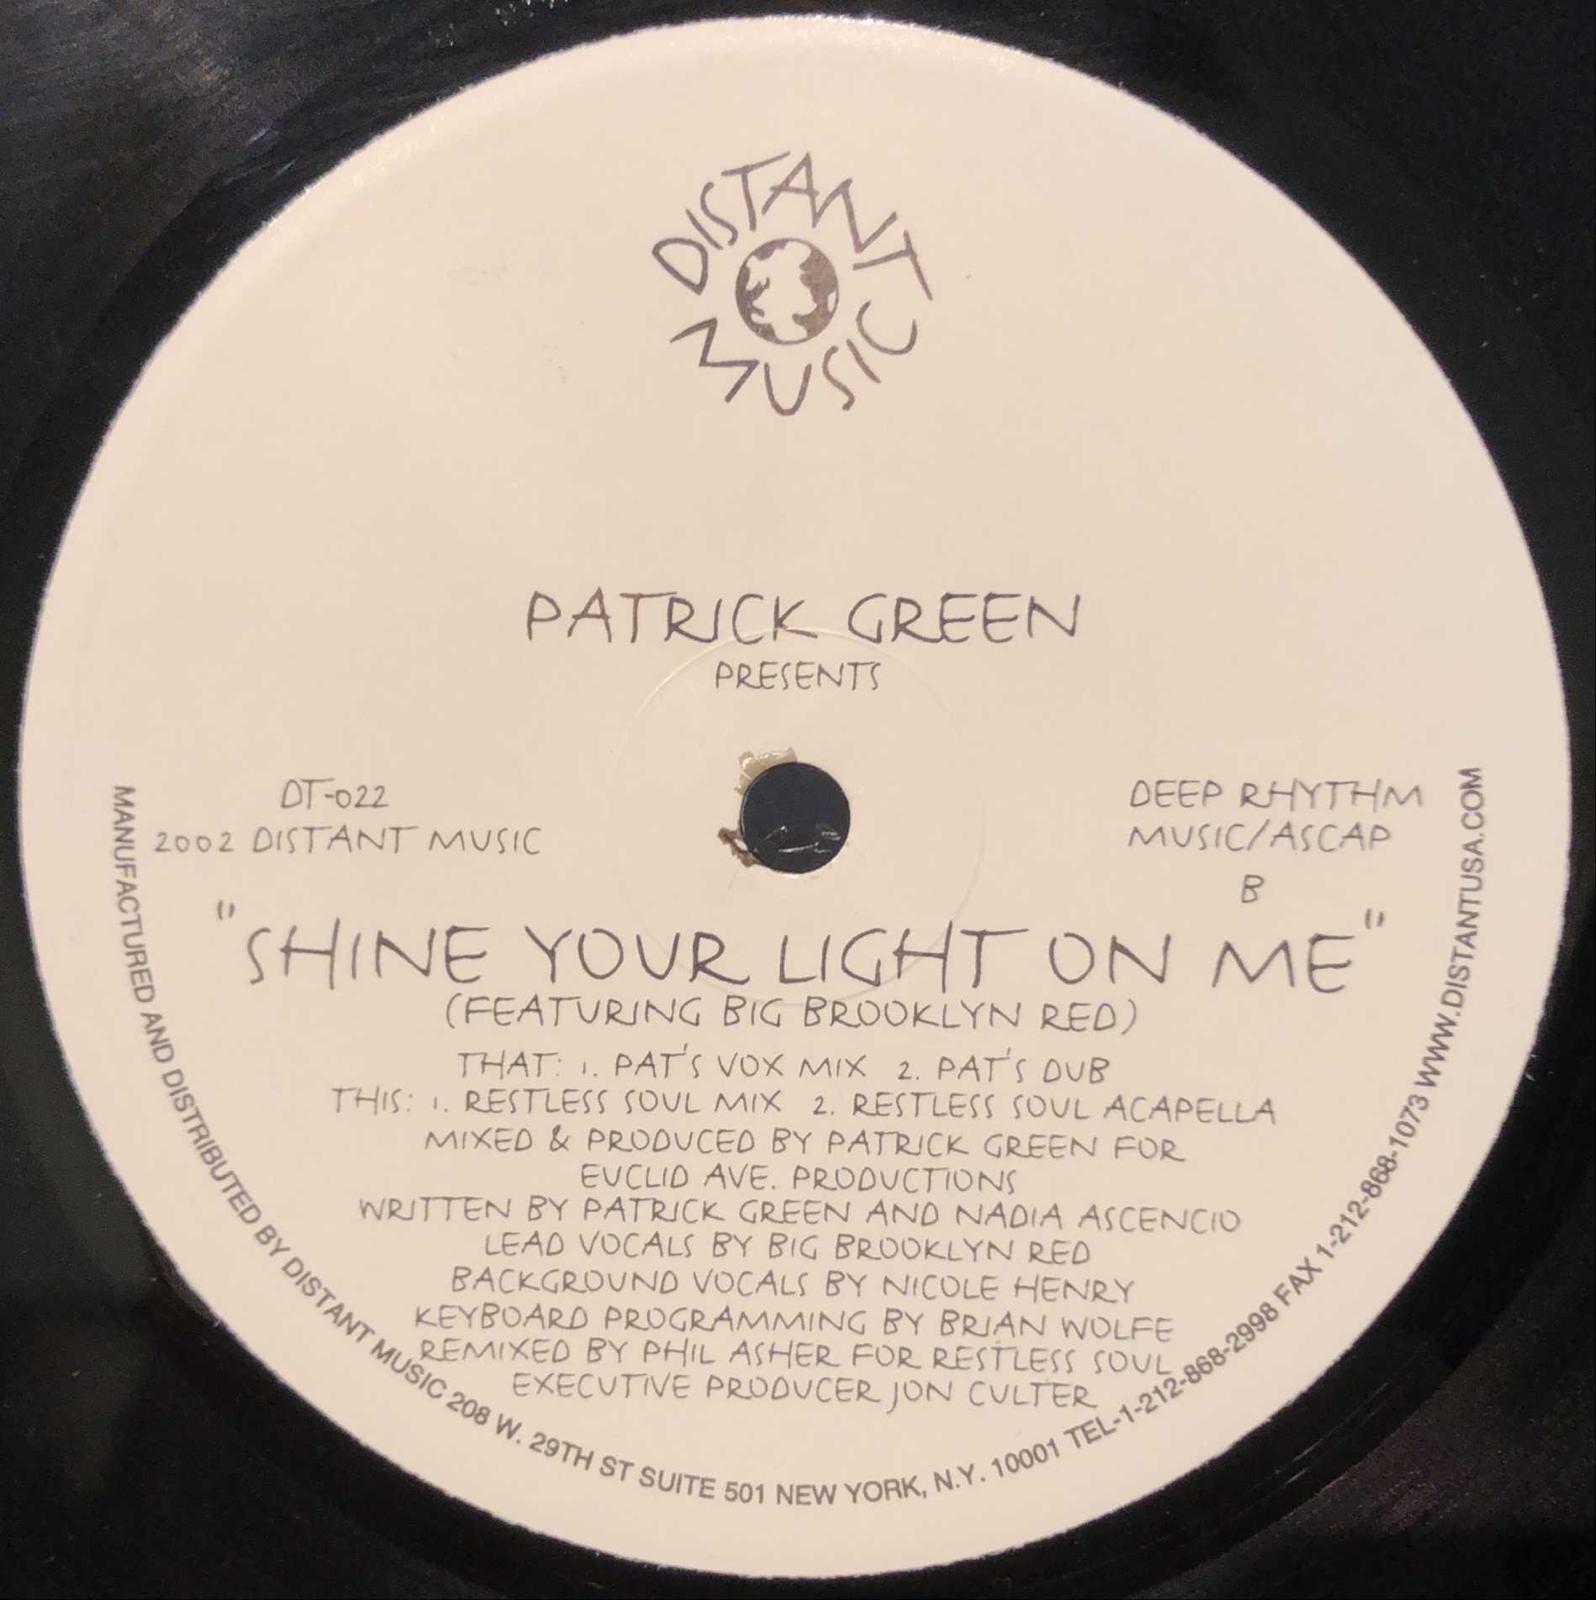 DISTANT MUSIC
PATRICK GREEN
PRESENTS
DT-022
2002 DISTANT MUSIC
DEEP RHYTHM
MUSIC/ASCAP
B
"SHINE YOUR LIGHT ON ME"
(FEATURING BIG BROOKLYN RED)
THAT: 1. PAT'S VOX MIX 2. PAT'S DUB
THIS: 1. RESTLESS SOUL MIX 2. RESTLESS SOUL ACAPELLA
MIXED & PRODUCED BY PATRICK GREEN FOR
EUCLID AVE. PRODUCTIONS
WRITTEN BY PATRICK GREEN AND NADIA ASCENCIO
LEAD VOCALS BY BIG BROOKLYN RED
BACKGROUND VOCALS BY NICOLE HENRY
KEYBOARD PROGRAMMING BY BRIAN WOLFE
REMIXED BY PHIL ASHER FOR RESTLESS SOUL
EXECUTIVE PRODUCER JON CULTER
MANUFACTURED AND DISTRIBUTED BY DISTANT MUSIC 208 W. 29TH ST SUITE 501 NEW YORK, N.Y. 10001 TEL-1-212-868-2998 FAX 1-212-868-1073 WWW.DISTANTUSA.COM